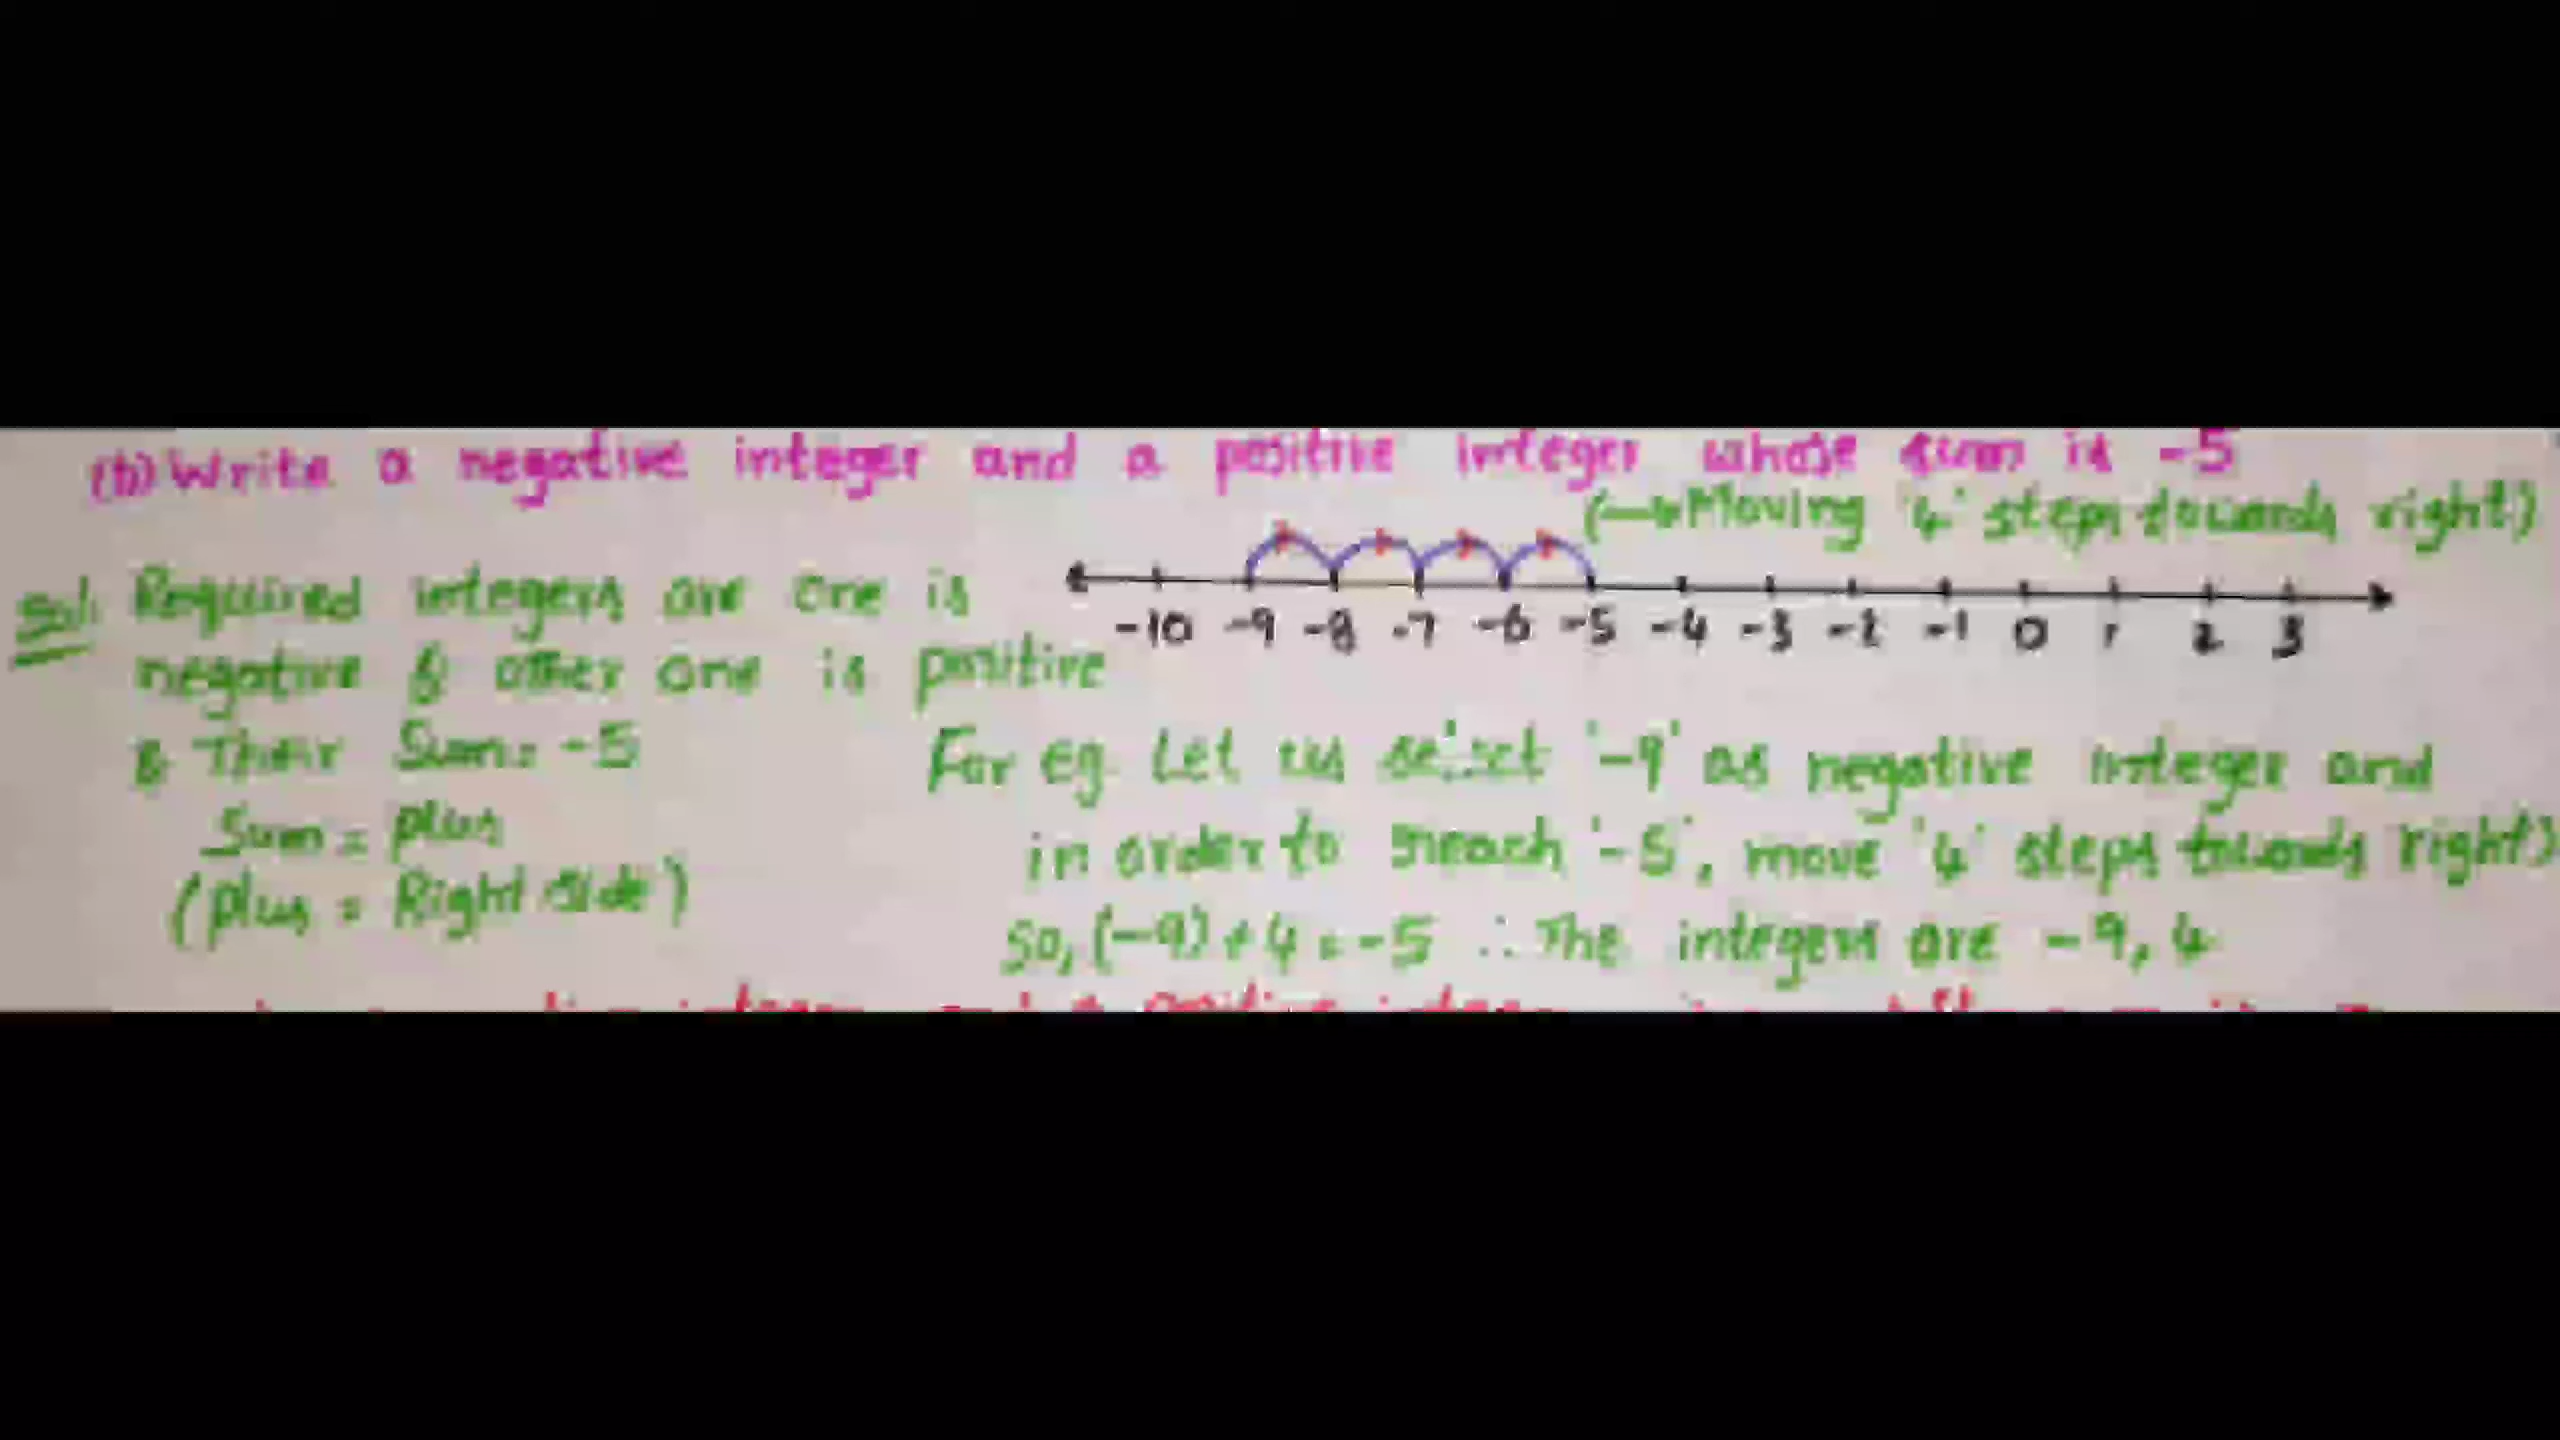 (b) Write a negative integer and a positive integer whose sum is -5
(→Moving '4' steps towards right)
Sol: Required integers are one is
negative & other one is positive
& Their Sum = -5
Sum = plus
(plus = Right side)
-10 -9 -8 -7 -6 -5 -4 -3 -2 -1 0 1 2 3
For eg. Let us select '-9' as negative integer and
in order to reach '-5', move '4' steps towards right)
So, (-9) + 4 = -5 ∴ The integers are -9, 4